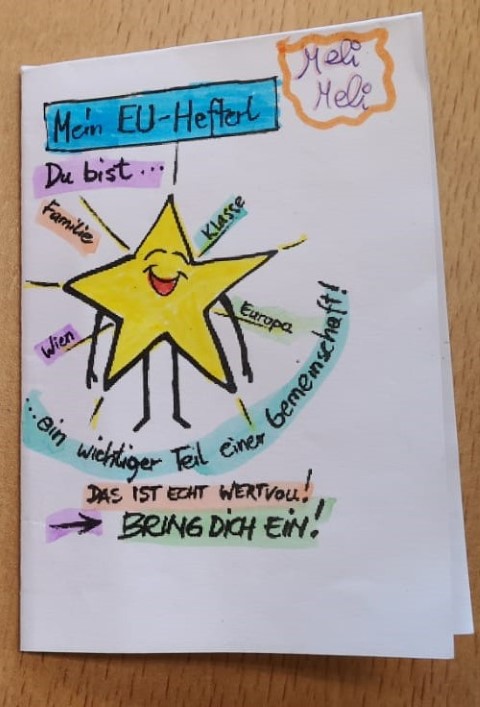 Meli
Meli
Mein EU-Hefterl
Du bist...
Familie
Klasse
Wien
Europa
...ein wichtiger Teil einer Gemeinschaft!
DAS IST ECHT WERTVOLL!
→ BRING DICH EIN!